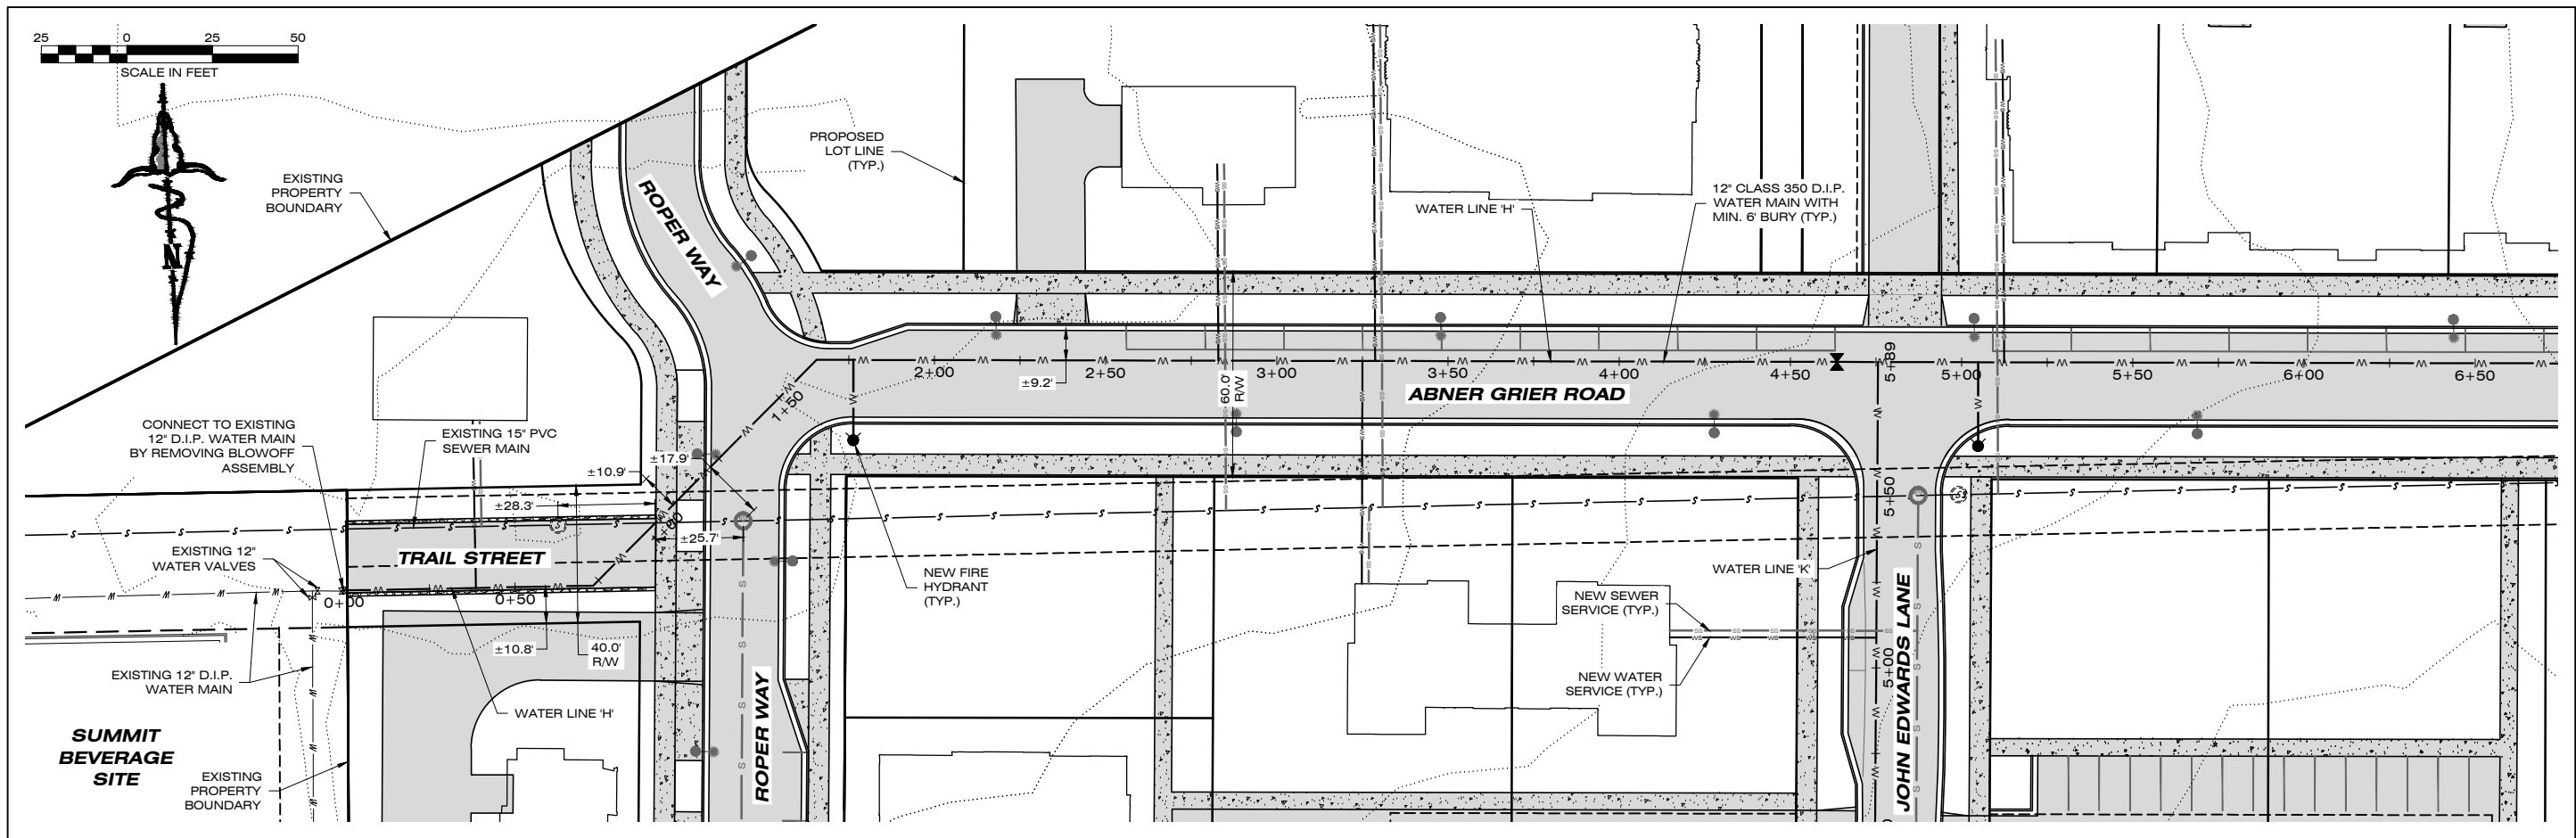 25 0 25 50
SCALE IN FEET
N
EXISTING
PROPERTY
BOUNDARY
PROPOSED
LOT LINE
(TYP.)
ROPER WAY
WATER LINE 'H'
12" CLASS 350 D.I.P.
WATER MAIN WITH
MIN. 6' BURY (TYP.)
2+00
2+50
3+00
3+50
4+00
4+50
5+00
5+50
6+00
6+50
5+89
±9.2'
60.0'
R/W
ABNER GRIER ROAD
1+50
CONNECT TO EXISTING
12" D.I.P. WATER MAIN
BY REMOVING BLOWOFF
ASSEMBLY
EXISTING 15" PVC
SEWER MAIN
±10.9'
±17.9'
±28.3'
±25.7'
TRAIL STREET
EXISTING 12"
WATER VALVES
0+00
0+50
±10.8'
40.0'
R/W
EXISTING 12" D.I.P.
WATER MAIN
WATER LINE 'H'
SUMMIT
BEVERAGE
SITE
EXISTING
PROPERTY
BOUNDARY
ROPER WAY
NEW FIRE
HYDRANT
(TYP.)
5+50
WATER LINE 'K'
NEW SEWER
SERVICE (TYP.)
NEW WATER
SERVICE (TYP.)
5+00
JOHN EDWARDS LANE